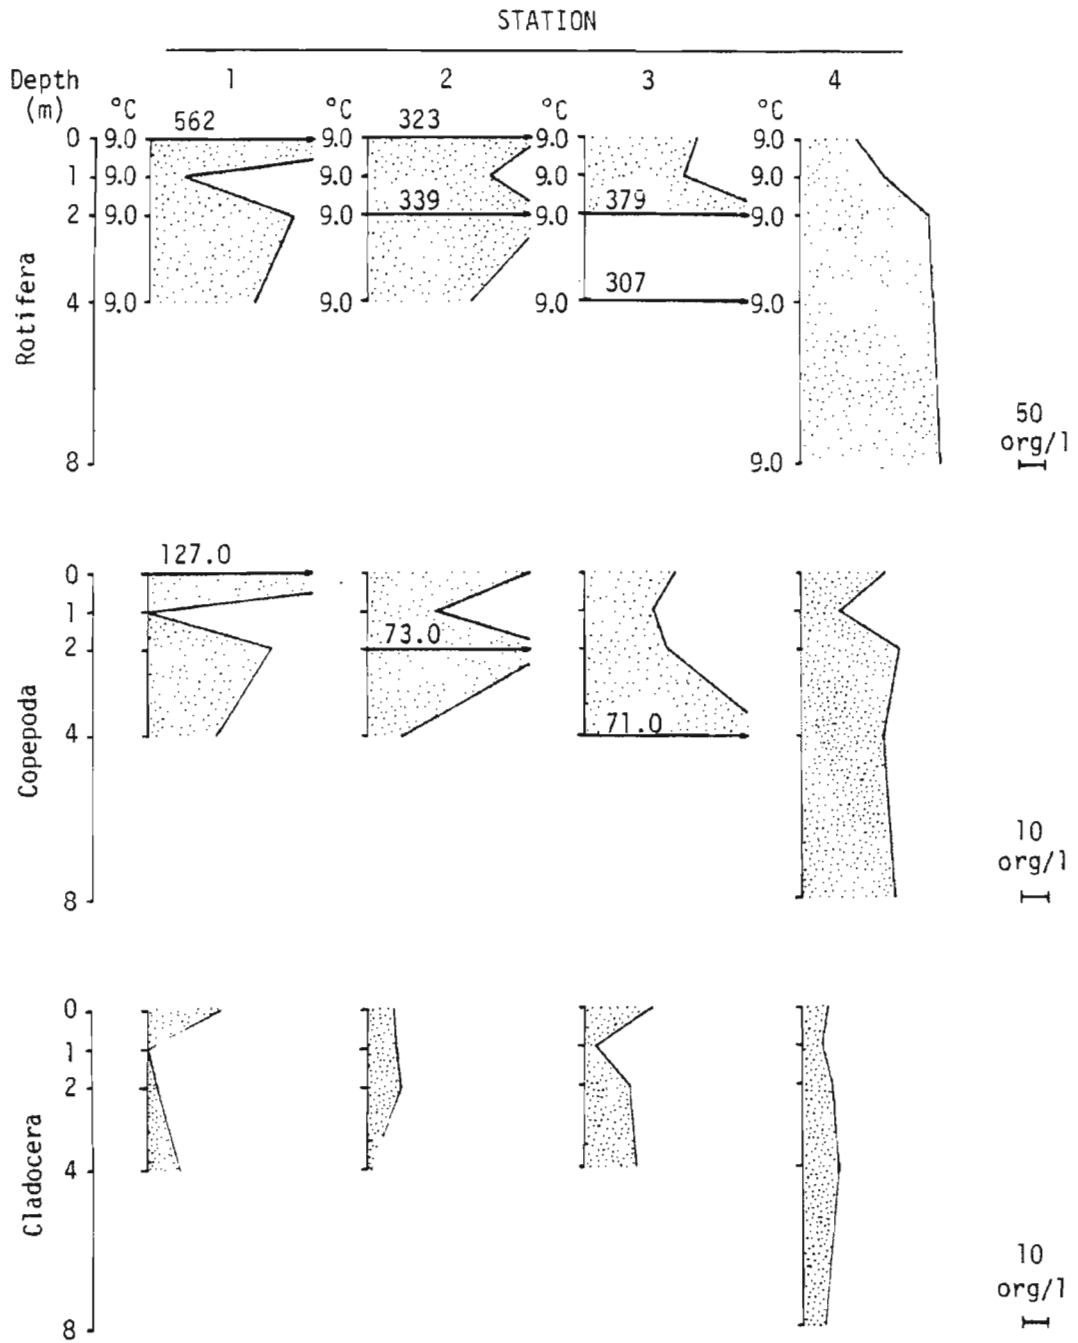 STATION
Depth
(m)
1 2 3 4
°C °C °C °C
562 323
0 9.0 9.0 9.0 9.0
1 9.0 9.0 9.0 9.0
339 379
2 9.0 9.0 9.0 9.0
307
4 9.0 9.0 9.0 9.0
Rotifera
50
org/l
8 9.0
127.0
0
1
73.0
2
71.0
4
Copepoda
10
org/l
8
0
1
2
4
Cladocera
10
org/l
8